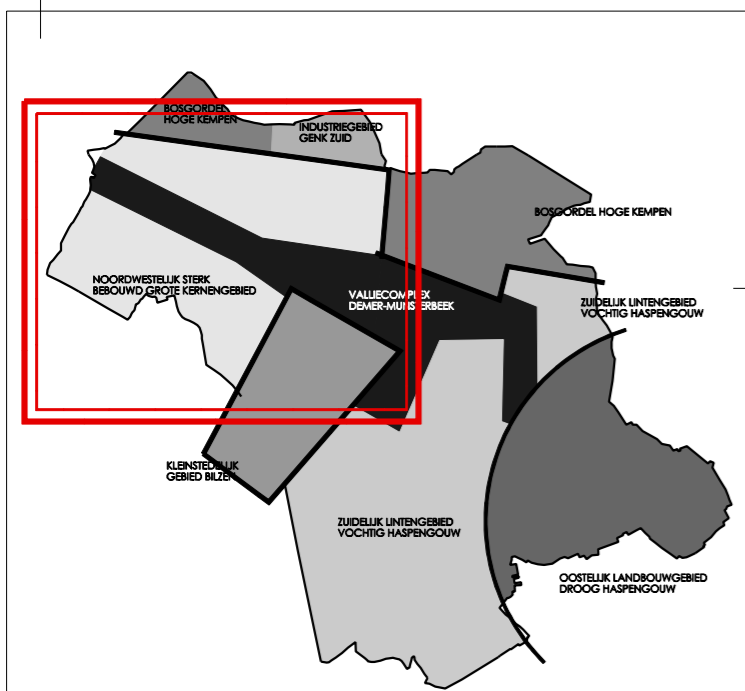 BOSGORDEL
HOGE KEMPEN
INDUSTRIEGEBIED
GENK ZUID
BOSGORDEL HOGE KEMPEN
NOORDWESTELIJK STERK
BEBOUWD GROTE KERNENGEBIED
VALLIECOMPLEX
DEMER-MUNSTERBEEK
ZUIDELIJK LINTENGEBIED
VOCHTIG HASPENGOUW
KLEINSTEDELIJK
GEBIED BILZEN
ZUIDELIJK LINTENGEBIED
VOCHTIG HASPENGOUW
OOSTELIJK LANDBOUWGEBIED
DROOG HASPENGOUW